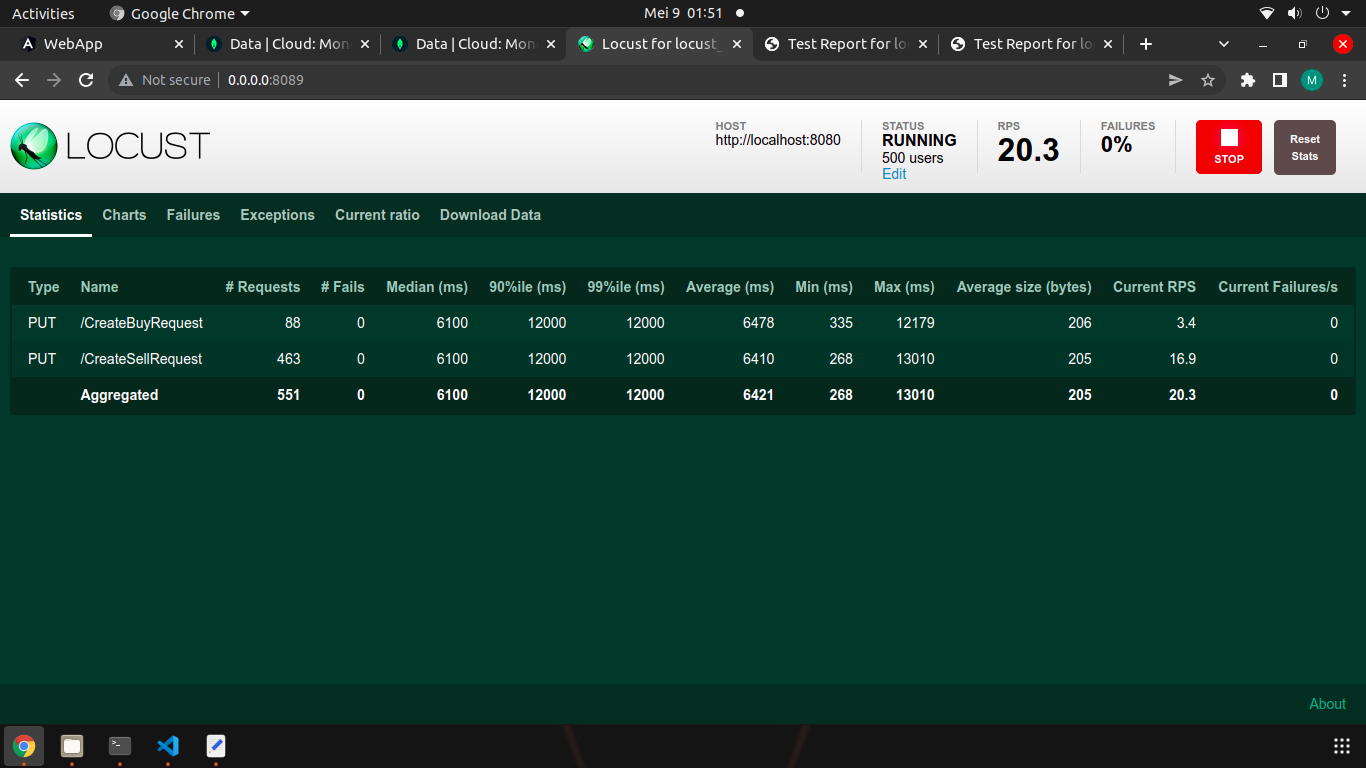 Activities Google Chrome Mei 9 01:51
WebApp Data | Cloud: Mon Data | Cloud: Mon Locust for locust_ Test Report for lo Test Report for lo
Not secure 0.0.0.0:8089 M
LOCUST
HOST
http://localhost:8080
STATUS
RUNNING
500 users
Edit
RPS
20.3
FAILURES
0%
STOP
Reset
Stats
Statistics Charts Failures Exceptions Current ratio Download Data
Type Name # Requests # Fails Median (ms) 90%ile (ms) 99%ile (ms) Average (ms) Min (ms) Max (ms) Average size (bytes) Current RPS Current Failures/s
PUT /CreateBuyRequest 88 0 6100 12000 12000 6478 335 12179 206 3.4 0
PUT /CreateSellRequest 463 0 6100 12000 12000 6410 268 13010 205 16.9 0
Aggregated 551 0 6100 12000 12000 6421 268 13010 205 20.3 0
About